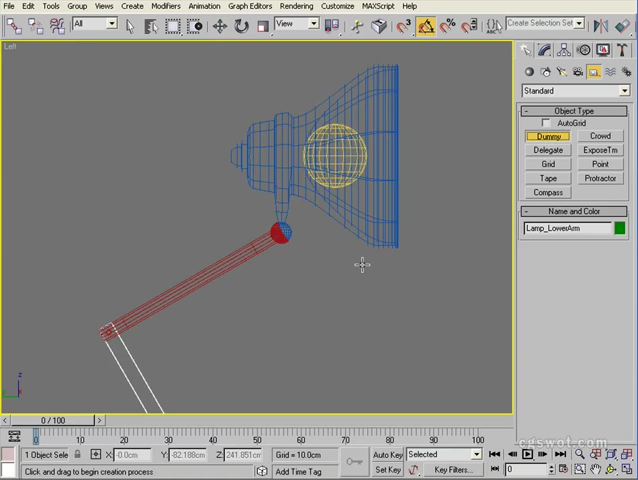 File Edit Tools Group Views Create Modifiers Animation Graph Editors Rendering Customize MAXScript Help
All View Create Selection Set
Left
Standard
- Object Type
AutoGrid
Dummy Crowd
Delegate ExposeTm
Grid Point
Tape Protractor
Compass
- Name and Color
Lamp_LowerArm
z
0 / 100
0 10 20 30 40 50 60 70 80 90 100
cgswot.com
1 Object Sele X: -0.0cm Y: -82.188cm Z: 241.851cm Grid = 10.0cm Auto Key Selected
Click and drag to begin creation process Add Time Tag Set Key Key Filters... 0